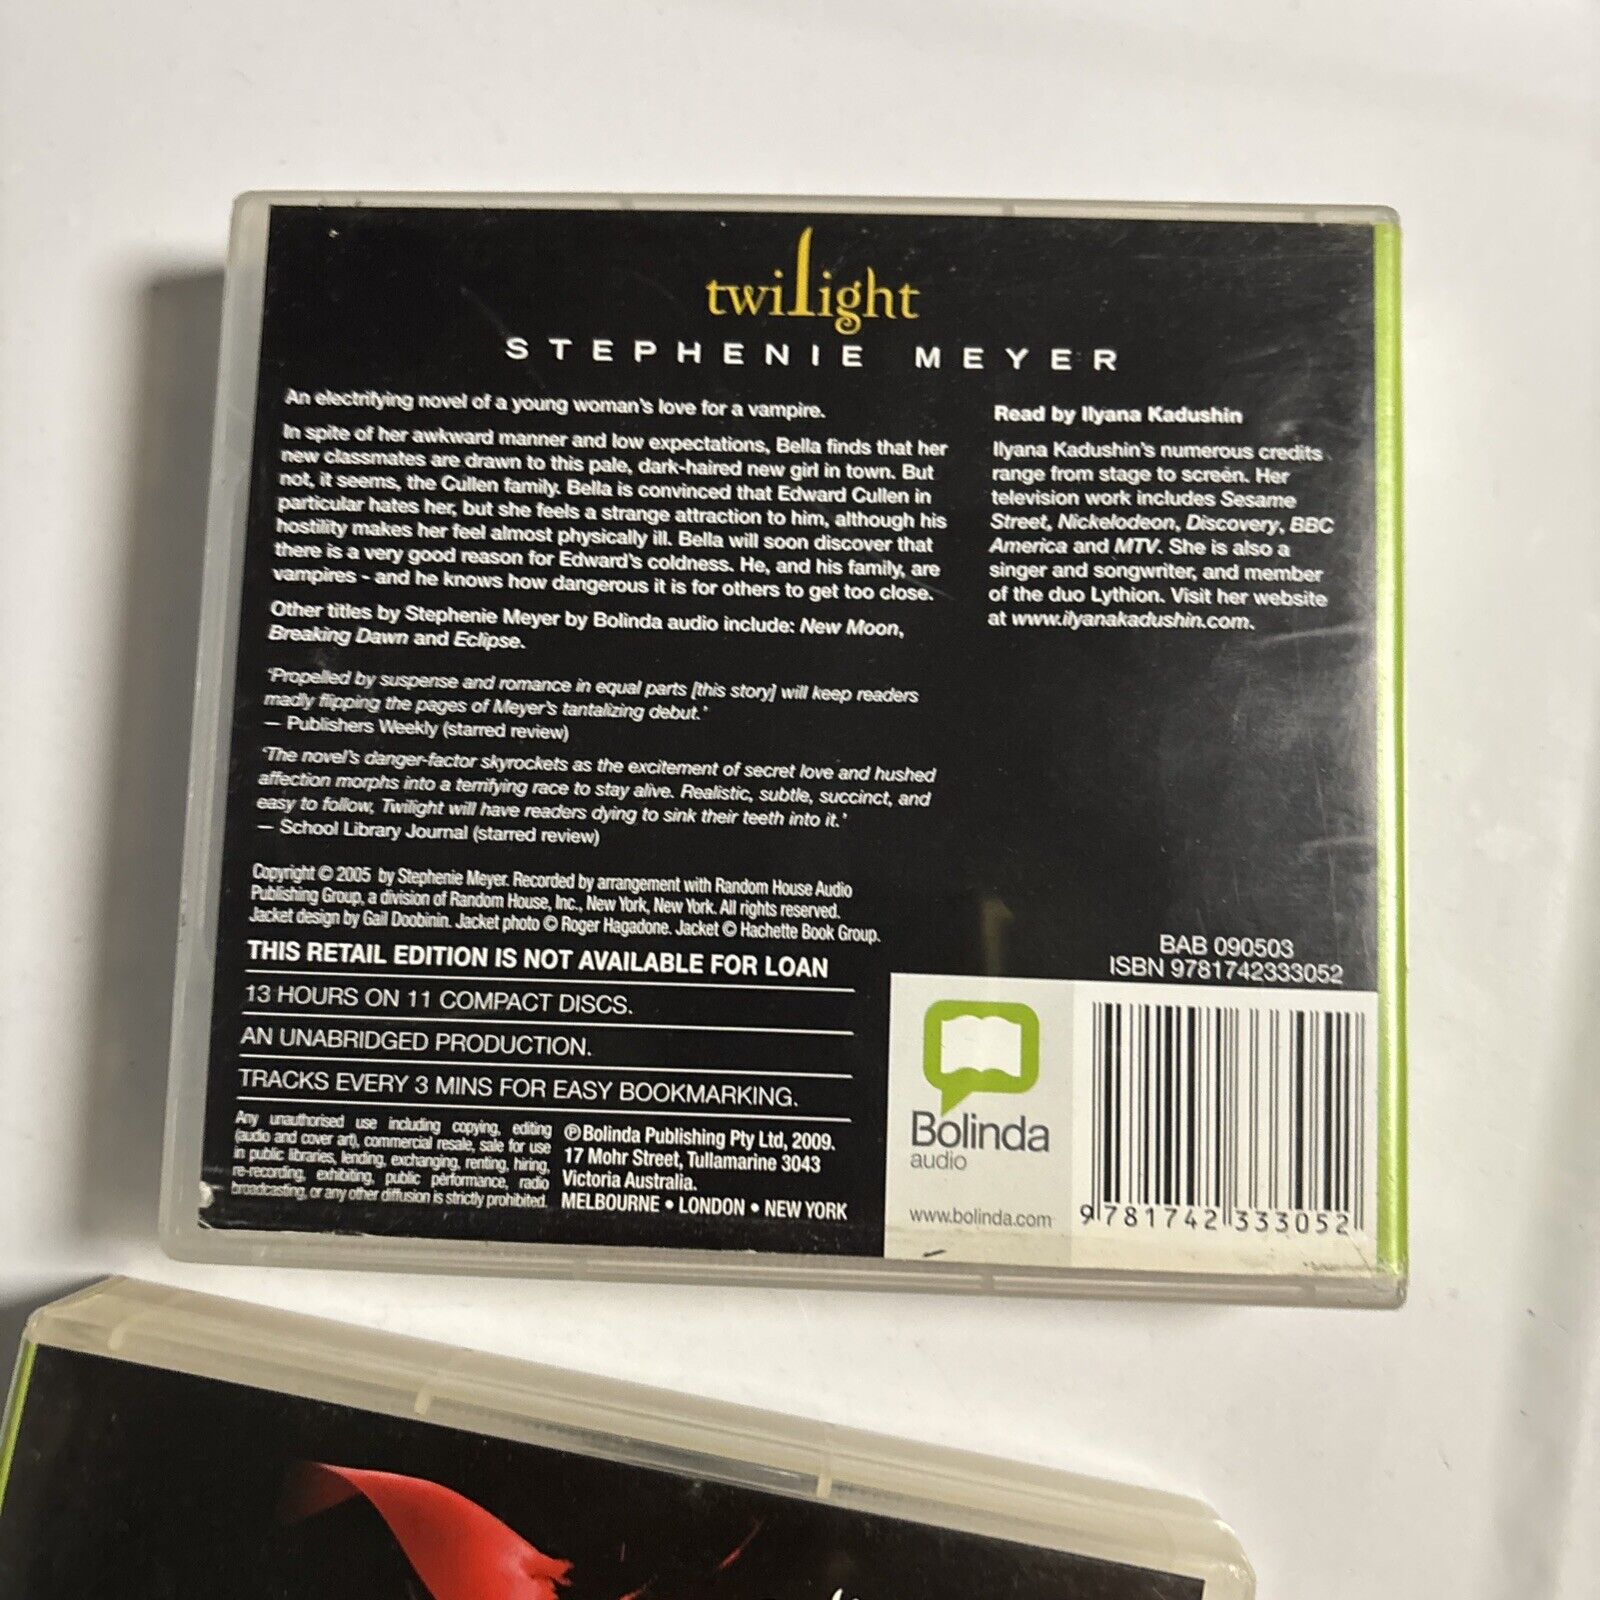 twilight
STEPHENIE MEYER
An electrifying novel of a young woman's love for a vampire.
In spite of her awkward manner and low expectations, Bella finds that her
new classmates are drawn to this pale, dark-haired new girl in town. But
not, it seems, the Cullen family. Bella is convinced that Edward Cullen in
particular hates her, but she feels a strange attraction to him, although his
hostility makes her feel almost physically ill. Bella will soon discover that
there is a very good reason for Edward's coldness. He, and his family, are
vampires - and he knows how dangerous it is for others to get too close.
Other titles by Stephenie Meyer by Bolinda audio include: New Moon,
Breaking Dawn and Eclipse.
'Propelled by suspense and romance in equal parts [this story] will keep readers
madly flipping the pages of Meyer's tantalizing debut.'
— Publishers Weekly (starred review)
'The novel's danger-factor skyrockets as the excitement of secret love and hushed
affection morphs into a terrifying race to stay alive. Realistic, subtle, succinct, and
easy to follow, Twilight will have readers dying to sink their teeth into it.'
— School Library Journal (starred review)
Read by Ilyana Kadushin
Ilyana Kadushin's numerous credits
range from stage to screen. Her
television work includes Sesame
Street, Nickelodeon, Discovery, BBC
America and MTV. She is also a
singer and songwriter, and member
of the duo Lythion. Visit her website
at www.ilyanakadushin.com.
Copyright © 2005 by Stephenie Meyer. Recorded by arrangement with Random House Audio
Publishing Group, a division of Random House, Inc., New York, New York. All rights reserved.
Jacket design by Gail Doobinin. Jacket photo © Roger Hagadone. Jacket © Hachette Book Group.
THIS RETAIL EDITION IS NOT AVAILABLE FOR LOAN
13 HOURS ON 11 COMPACT DISCS.
AN UNABRIDGED PRODUCTION.
TRACKS EVERY 3 MINS FOR EASY BOOKMARKING.
Any unauthorised use including copying, editing
(audio and cover art), commercial resale, sale for use
in public libraries, lending, exchanging, renting, hiring,
re-recording, exhibiting, public performance, radio
broadcasting, or any other diffusion is strictly prohibited.
℗Bolinda Publishing Pty Ltd, 2009.
17 Mohr Street, Tullamarine 3043
Victoria Australia.
MELBOURNE • LONDON • NEW YORK
BAB 090503
ISBN 9781742333052
Bolinda
audio
www.bolinda.com
9 781742 333052